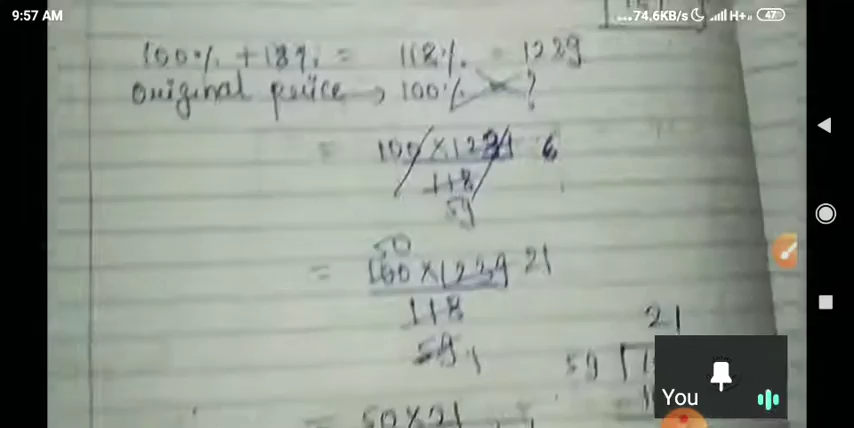 9:57 AM
...74.6KB/s H+ 47
100% + 18% = 118% = 1239
original price → 100% ?
= 100 × 1239
118
59
50
= 100 × 1239 21
118
59 1
21
59
= 50×21
You